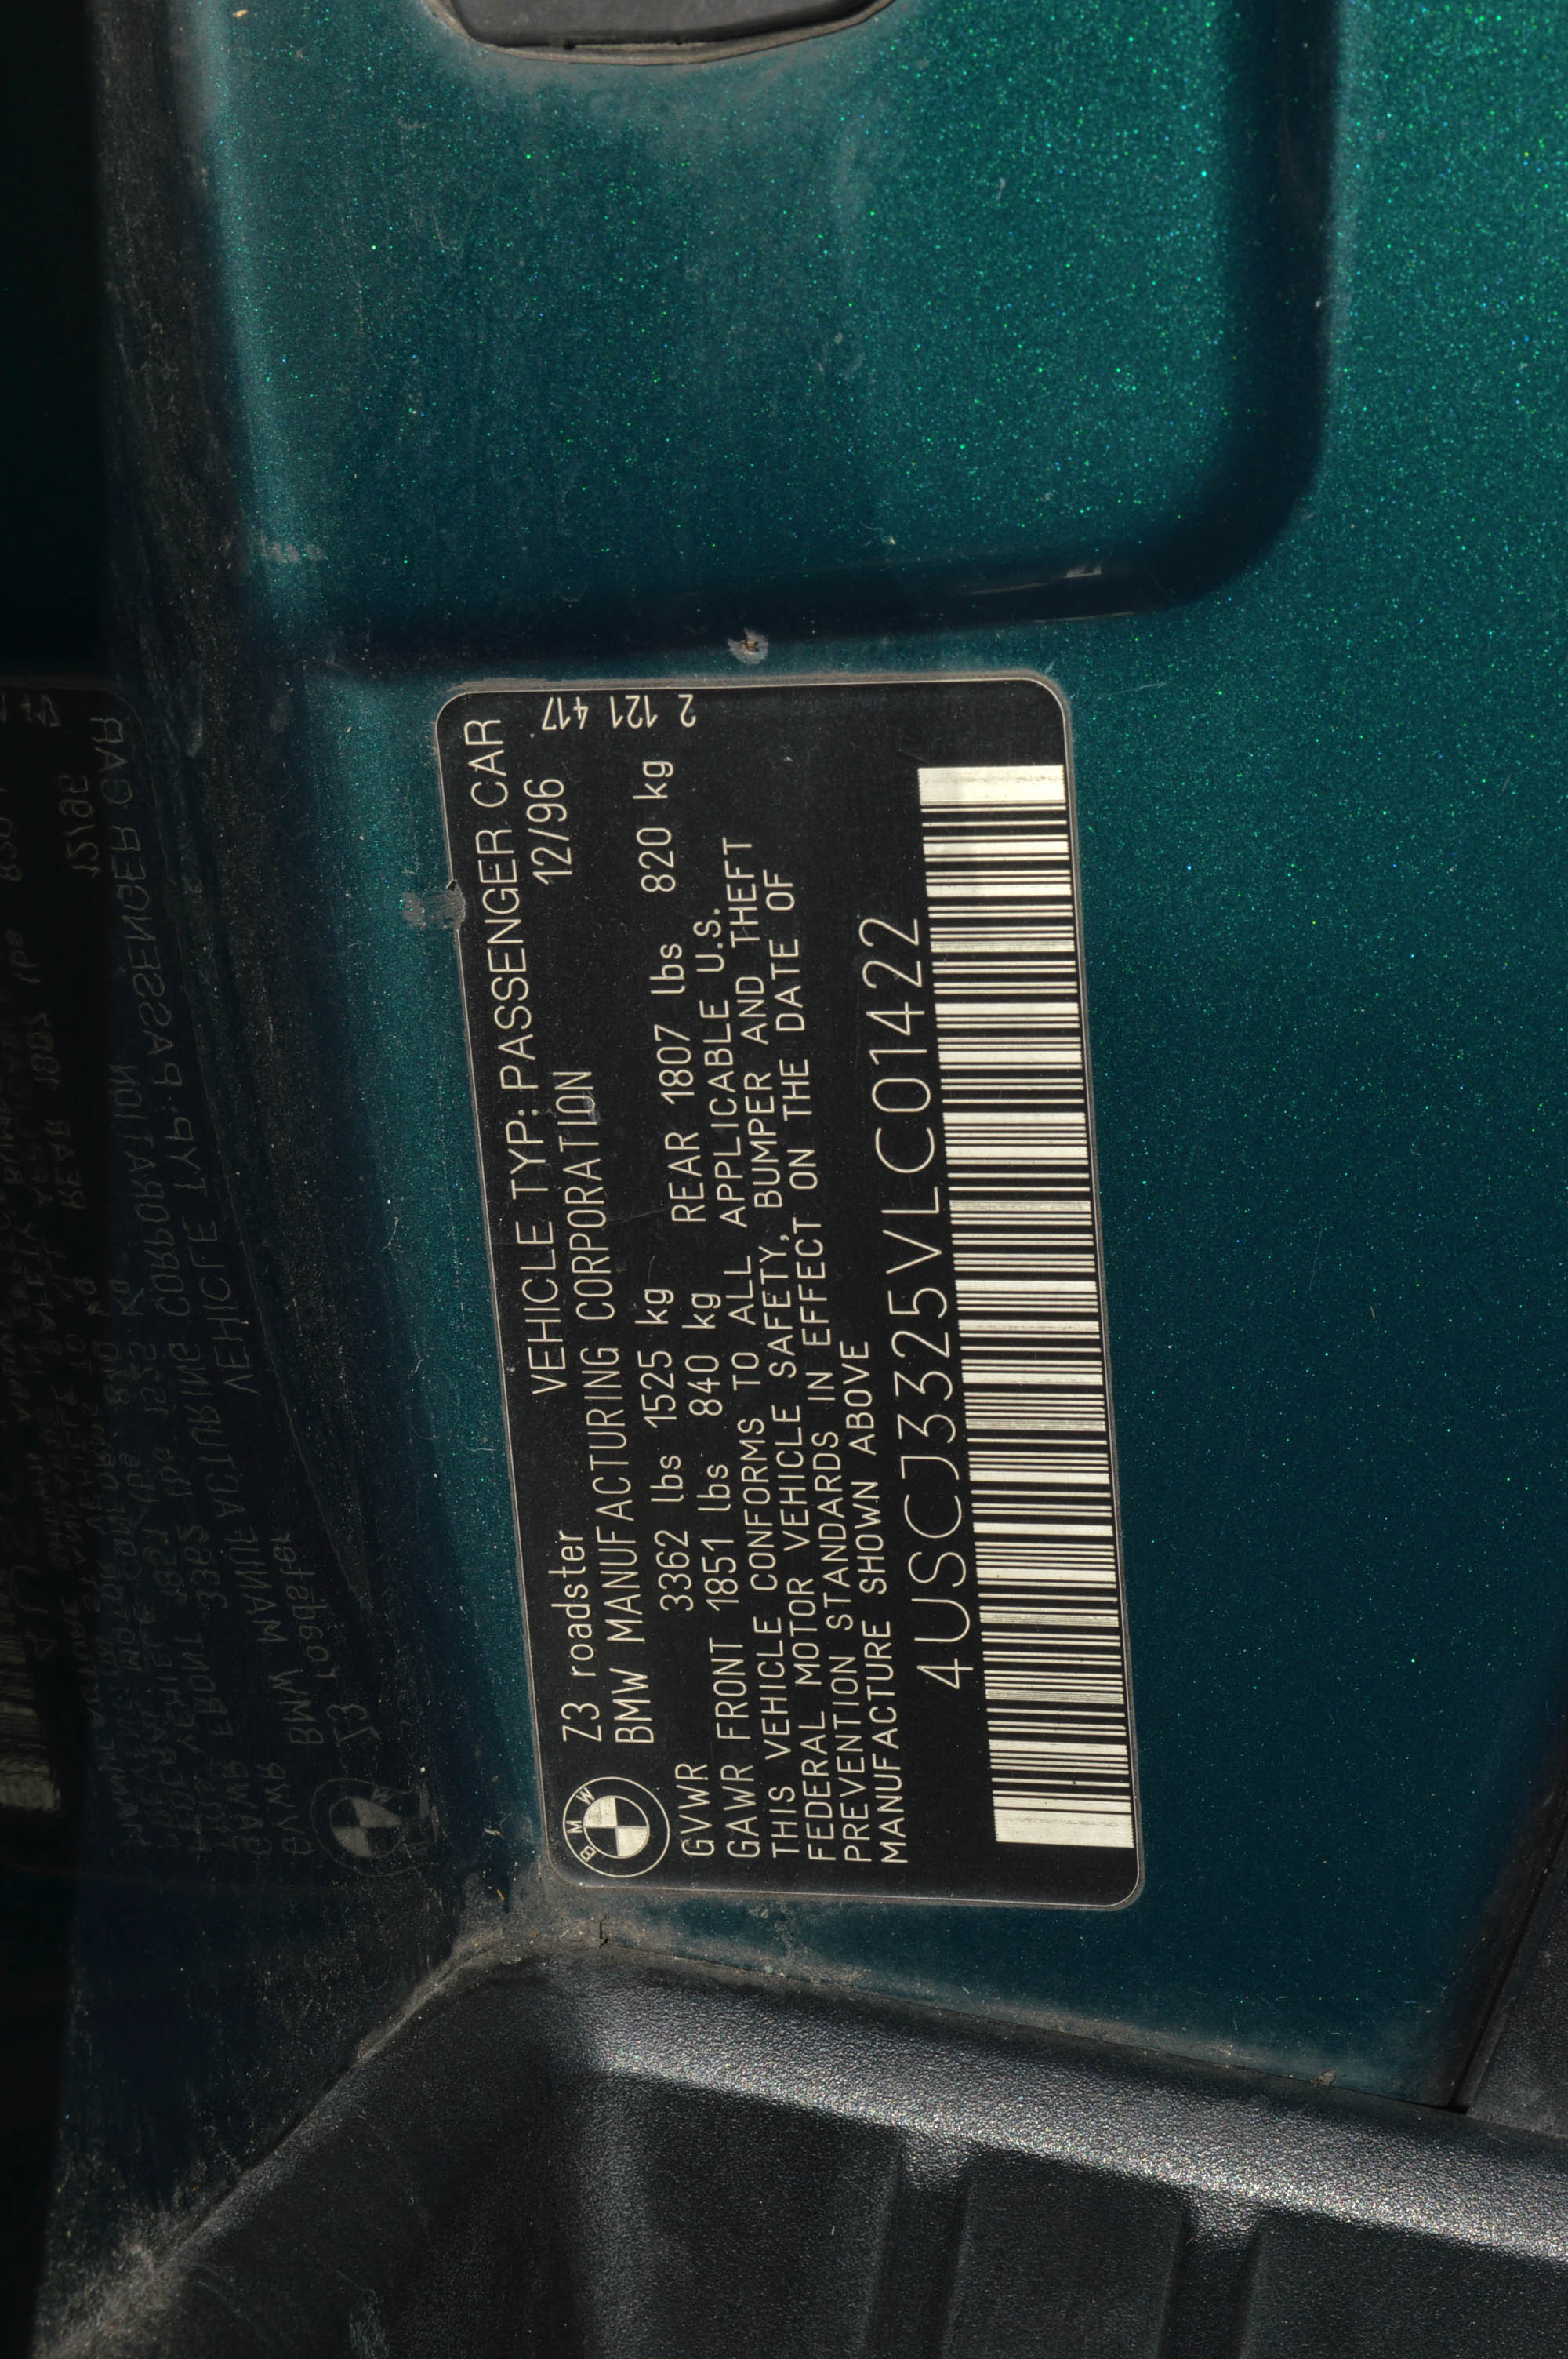 VEHICLE TYP: PASSENGER CAR
Z3 roadster
12/96
BMW MANUFACTURING CORPORATION
GVWR 3362 lbs 1525 kg
GAWR FRONT 1851 lbs 840 kg REAR 1807 lbs 820 kg
THIS VEHICLE CONFORMS TO ALL APPLICABLE U.S.
FEDERAL MOTOR VEHICLE SAFETY, BUMPER AND THEFT
PREVENTION STANDARDS IN EFFECT ON THE DATE OF
MANUFACTURE SHOWN ABOVE
4USCJ3325VLC01422
2 121 417
BMW